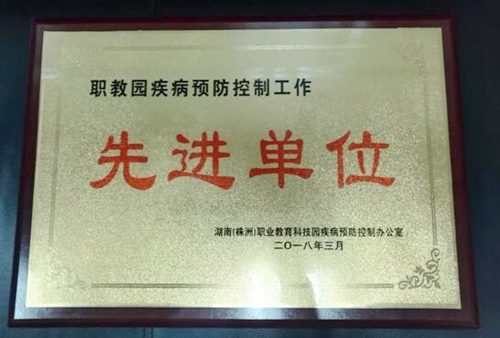 职教园疾病预防控制工作
先进单位
湖南(株洲)职业教育科技园疾病预防控制办公室
二〇一八年三月